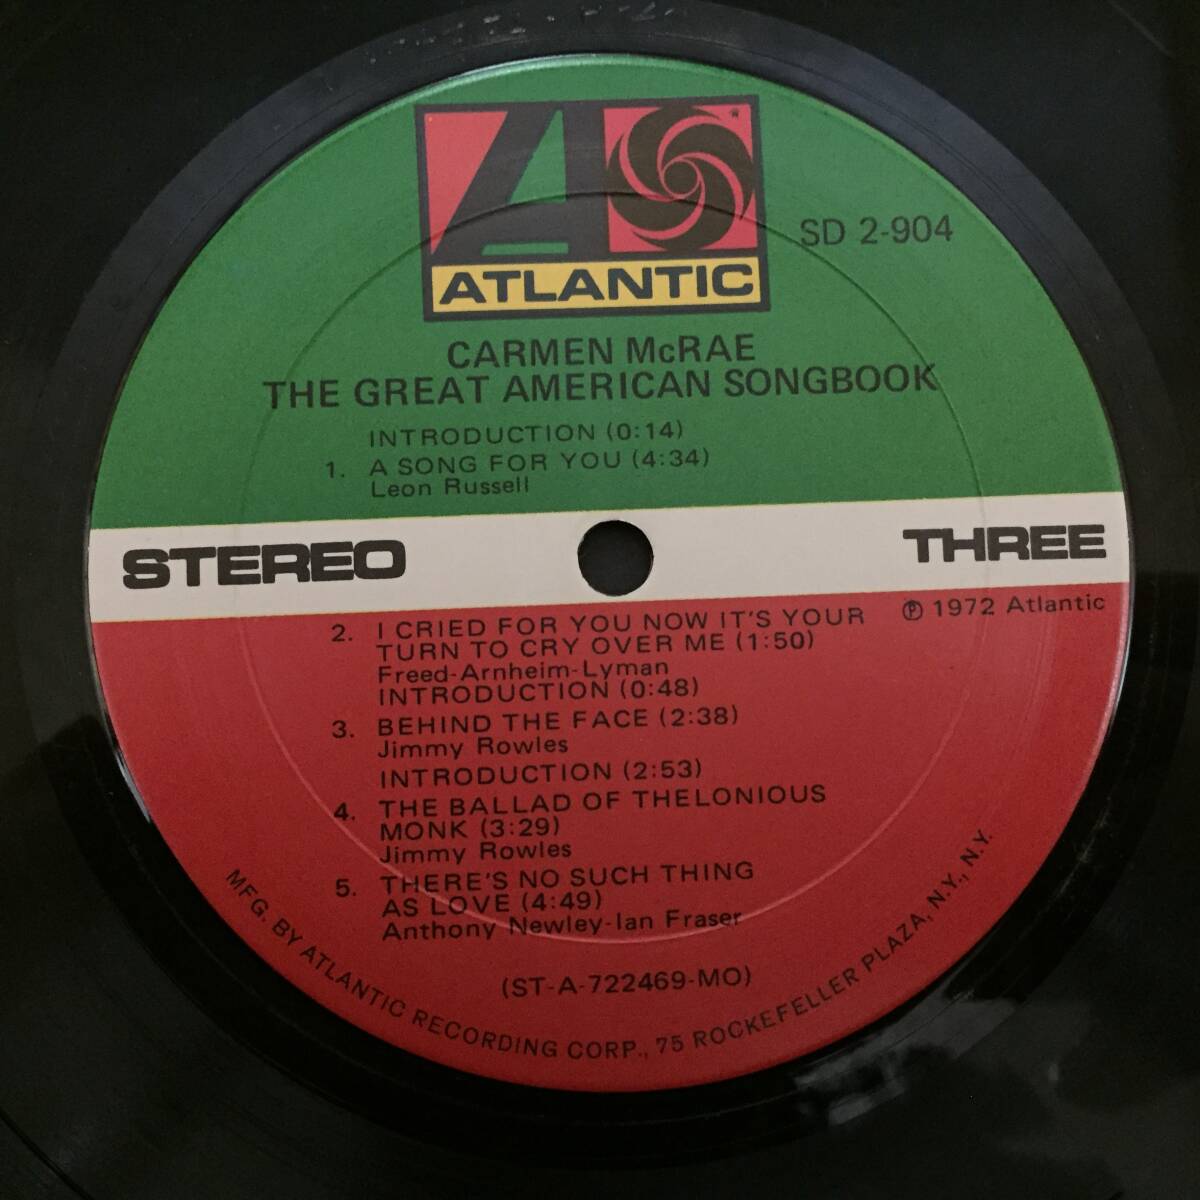 ATLANTIC
SD 2-904
CARMEN McRAE
THE GREAT AMERICAN SONGBOOK
INTRODUCTION (0:14)
1. A SONG FOR YOU (4:34)
Leon Russell
STEREO
THREE
℗ 1972 Atlantic
2. I CRIED FOR YOU NOW IT'S YOUR
TURN TO CRY OVER ME (1:50)
Freed-Arnheim-Lyman
INTRODUCTION (0:48)
3. BEHIND THE FACE (2:38)
Jimmy Rowles
INTRODUCTION (2:53)
4. THE BALLAD OF THELONIOUS
MONK (3:29)
Jimmy Rowles
5. THERE'S NO SUCH THING
AS LOVE (4:49)
Anthony Newley-Ian Fraser
(ST-A-722469-MO)
MFG. BY ATLANTIC RECORDING CORP., 75 ROCKEFELLER PLAZA, N.Y., N.Y.